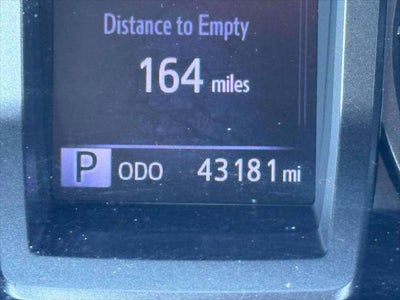 Distance to Empty
164 miles
P ODO 43181 mi